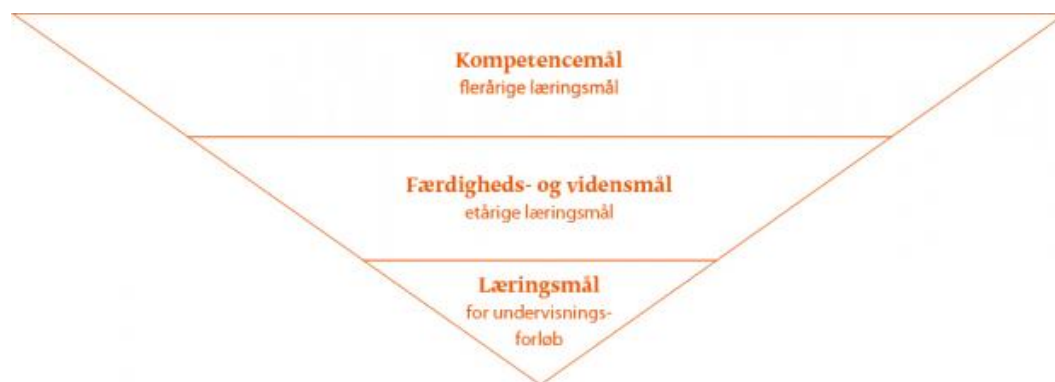 Kompetencemål
flerårige læringsmål
Færdigheds- og vidensmål
etårige læringsmål
Læringsmål
for undervisnings-
forløb